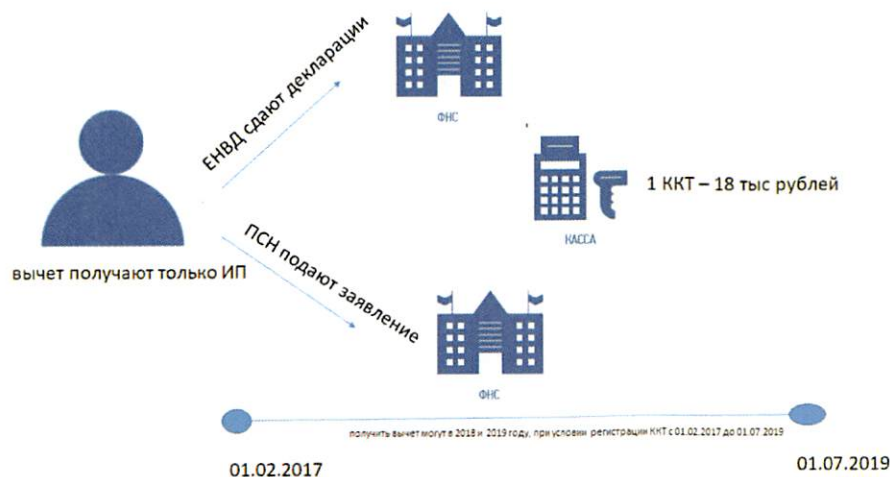 ЕНВД сдают декларации
ФНС
1 ККТ – 18 тыс рублей
КАССА
вычет получают только ИП
ПСН подают заявление
ФНС
получить вычет могут в 2018 и 2019 году, при условии регистрации ККТ с 01.02.2017 до 01.07.2019
01.02.2017
01.07.2019